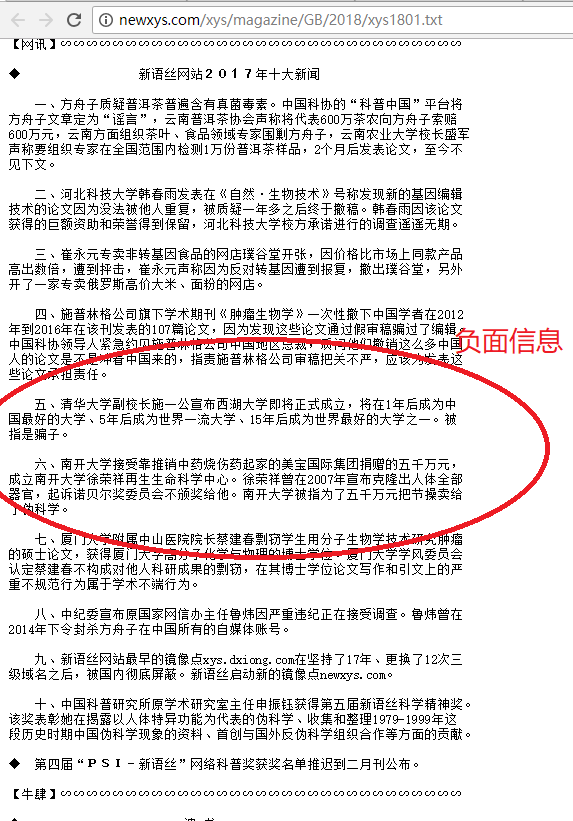 newxys.com/xys/magazine/GB/2018/xys1801.txt
【网讯】∽∽∽∽∽∽∽∽∽∽∽∽∽∽∽∽∽∽∽∽∽∽∽∽∽∽∽∽∽∽∽
◆ 新语丝网站２０１７年十大新闻
一、方舟子质疑普洱茶普遍含有真菌毒素。中国科协的“科普中国”平台将
方舟子文章定为“谣言”，云南普洱茶协会声称将代表600万茶农向方舟子索赔
600万元，云南方面组织茶叶、食品领域专家围剿方舟子，云南农业大学校长盛军
声称要组织专家在全国范围内检测1万份普洱茶样品，2个月后发表论文，至今不
见下文。
二、河北科技大学韩春雨发表在《自然·生物技术》号称发现新的基因编辑
技术的论文因为没法被他人重复，被质疑一年多之后终于撤稿。韩春雨因该论文
获得的巨额资助和荣誉得到保留，河北科技大学校方承诺进行的调查遥遥无期。
三、崔永元专卖非转基因食品的网店璞谷堂开张，因价格比市场上同款产品
高出数倍，遭到抨击，崔永元声称因为反对转基因遭到报复，撤出璞谷堂，另外
开了一家专卖俄罗斯高价大米、面粉的网店。
四、施普林格公司旗下学术期刊《肿瘤生物学》一次性撤下中国学者在2012
年到2016年在该刊发表的107篇论文，因为发现这些论文通过假审稿骗过了编辑。
中国科协领导人紧急约见施普林格公司中国地区总裁，质问他们撤销这么多中国
人的论文是不是冲着中国来的，指责施普林格公司审稿把关不严，应该为发表这
些论文承担责任。
负面信息
五、清华大学副校长施一公宣布西湖大学即将正式成立，将在1年后成为中
国最好的大学、5年后成为世界一流大学、15年后成为世界最好的大学之一。被
指是骗子。
六、南开大学接受靠推销中药烧伤药起家的美宝国际集团捐赠的五千万元，
成立南开大学徐荣祥再生生命科学中心。徐荣祥曾在2007年宣布克隆出人体全部
器官，起诉诺贝尔奖委员会不颁奖给他。南开大学被指为了五千万元把节操卖给
了伪科学。
七、厦门大学附属中山医院院长蔡建春剽窃学生用分子生物学技术研究肿瘤
的硕士论文，获得厦门大学高分子化学与物理的博士学位。厦门大学学风委员会
认定蔡建春不构成对他人科研成果的剽窃，在其博士学位论文写作和引文上的严
重不规范行为属于学术不端行为。
八、中纪委宣布原国家网信办主任鲁炜因严重违纪正在接受调查。鲁炜曾在
2014年下令封杀方舟子在中国所有的自媒体账号。
九、新语丝网站最早的镜像点xys.dxiong.com在坚持了17年、更换了12次三
级域名之后，被国内彻底屏蔽。新语丝启动新的镜像点newxys.com。
十、中国科普研究所原学术研究室主任申振钰获得第五届新语丝科学精神奖。
该奖表彰她在揭露以人体特异功能为代表的伪科学、收集和整理1979-1999年这
段历史时期中国伪科学现象的资料、首创与国外反伪科学组织合作等方面的贡献。
◆ 第四届“ＰＳＩ－新语丝”网络科普奖获奖名单推迟到二月刊公布。
【牛肆】∽∽∽∽∽∽∽∽∽∽∽∽∽∽∽∽∽∽∽∽∽∽∽∽∽∽∽∽∽∽∽